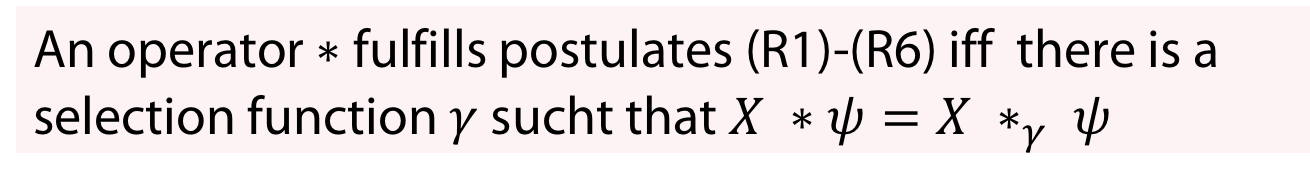 An operator * fulfills postulates (R1)-(R6) iff there is a
selection function γ sucht that X * ψ = X *γ ψ